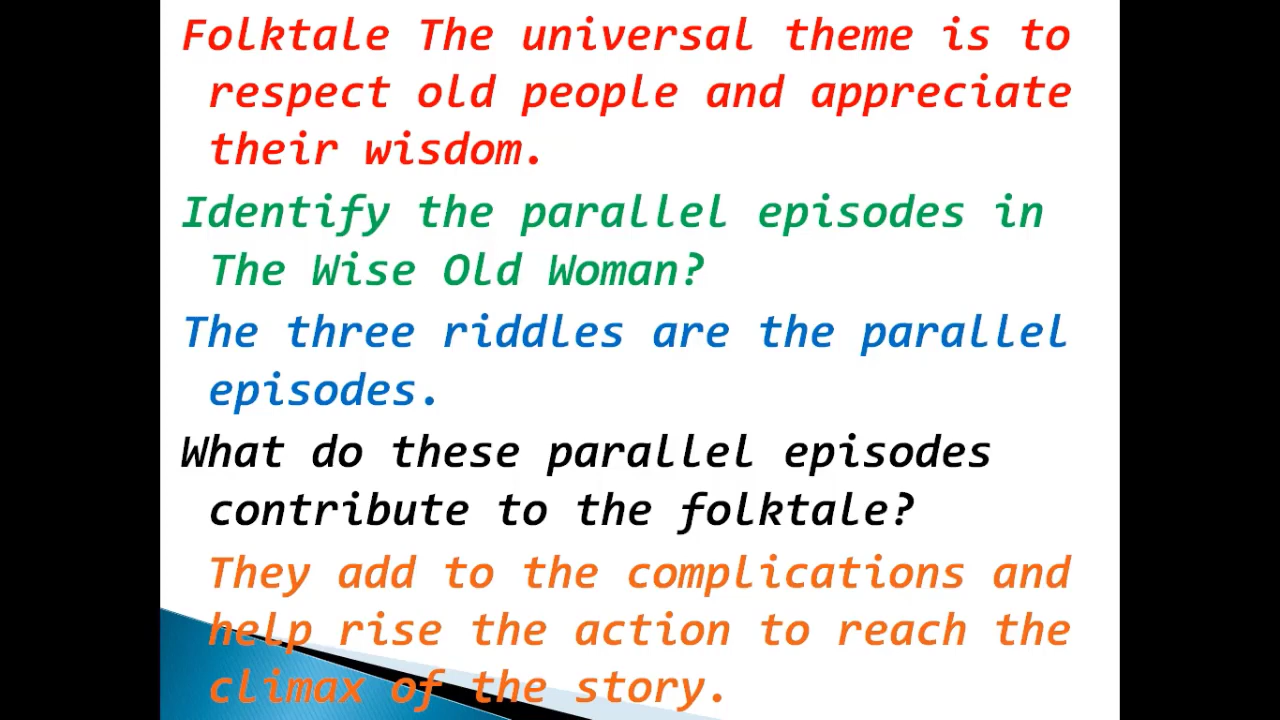 Folktale The universal theme is to
respect old people and appreciate
their wisdom.
Identify the parallel episodes in
The Wise Old Woman?
The three riddles are the parallel
episodes.
What do these parallel episodes
contribute to the folktale?
They add to the complications and
help rise the action to reach the
climax of the story.